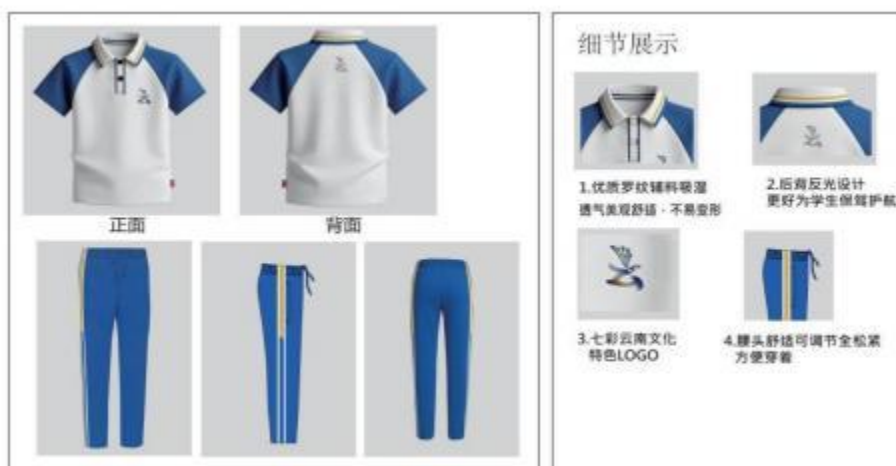 正面
背面
细节展示
1.优质罗纹辅料吸湿
透气美观舒适·不易变形
2.后背反光设计
更好为学生保驾护航
3.七彩云南文化
特色LOGO
4.腰头舒适可调节全松紧
方便穿着